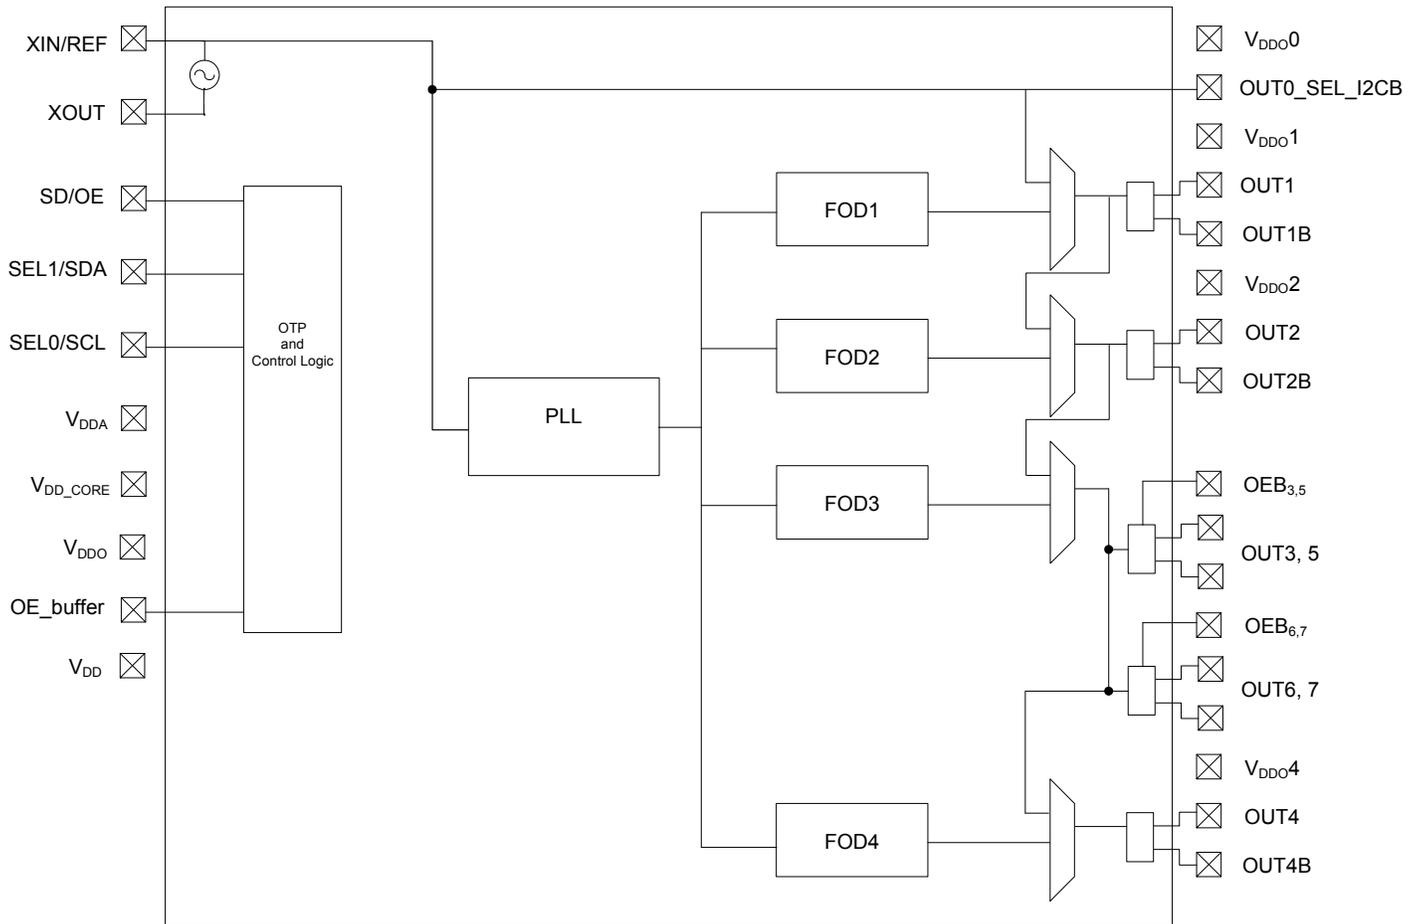 XIN/REF
XOUT
SD/OE
SEL1/SDA
SEL0/SCL
VDDA
VDD_CORE
VDDO
OE_buffer
VDD
OTP
and
Control Logic
PLL
FOD1
FOD2
FOD3
FOD4
VDDO0
OUT0_SEL_I2CB
VDDO1
OUT1
OUT1B
VDDO2
OUT2
OUT2B
OEB3,5
OUT3, 5
OEB6,7
OUT6, 7
VDDO4
OUT4
OUT4B